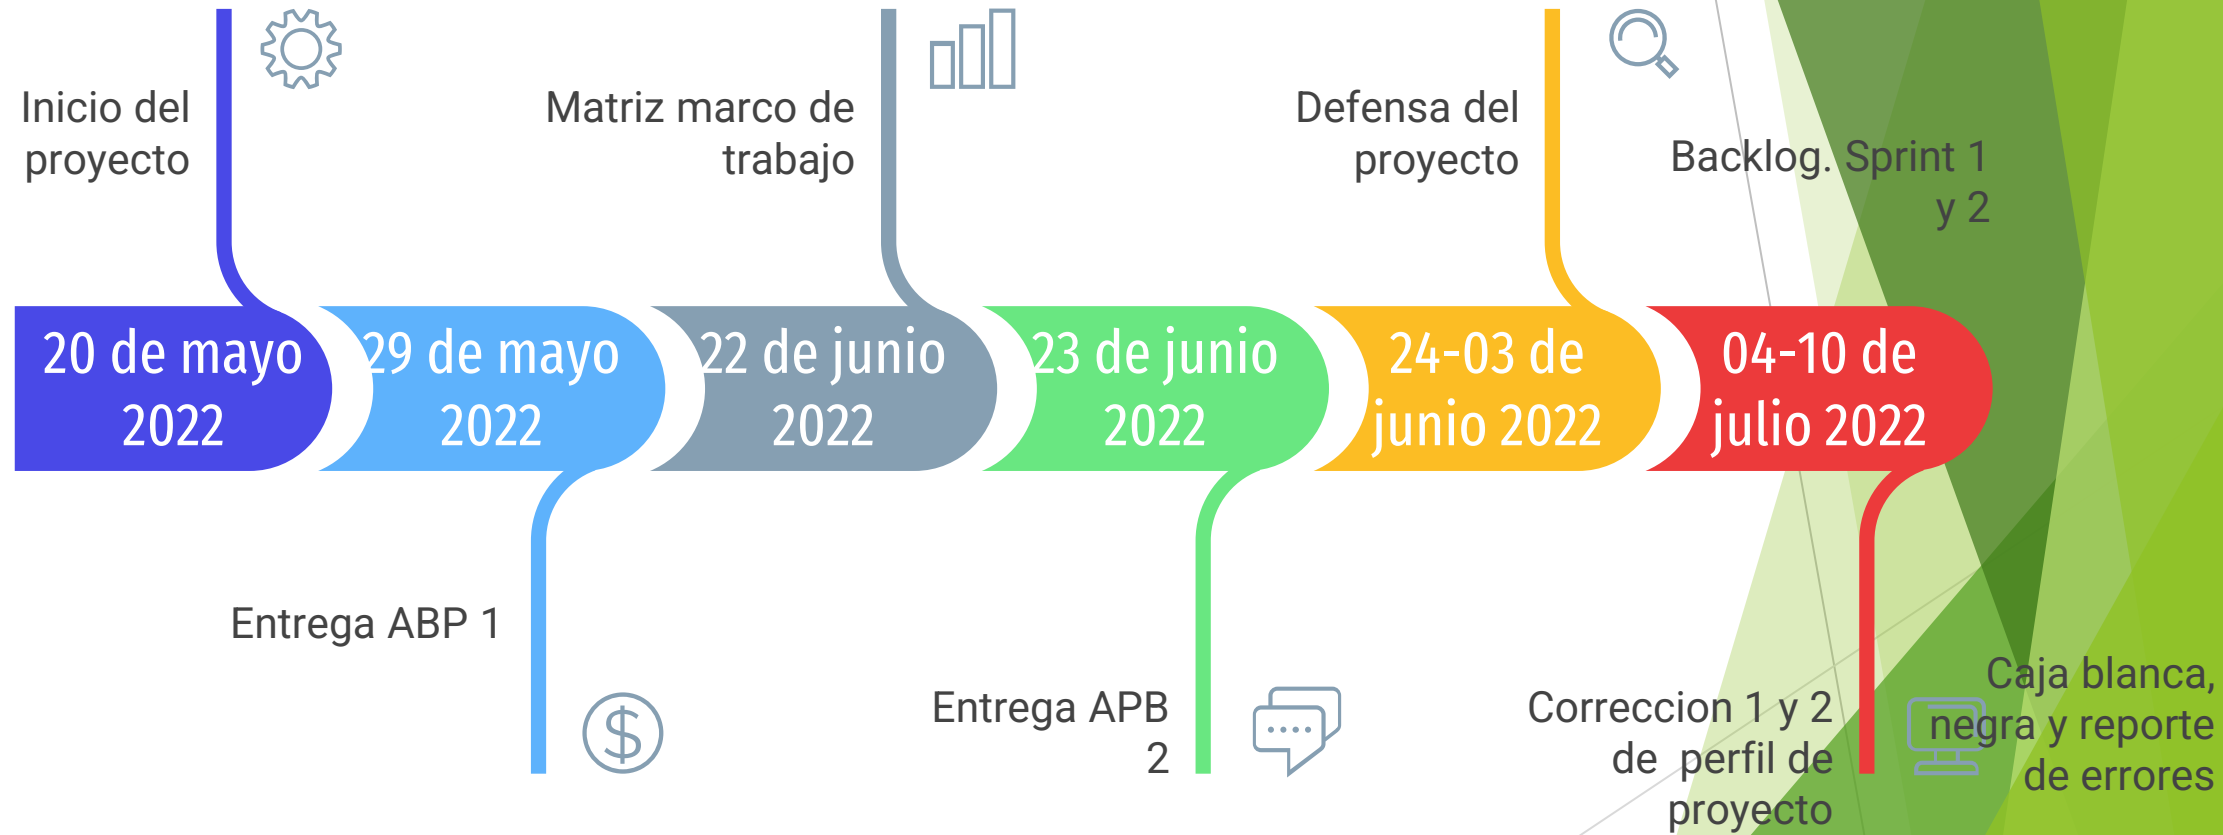 Inicio del
proyecto
Matriz marco de
trabajo
Defensa del
proyecto
Backlog. Sprint 1
y 2
20 de mayo
2022
29 de mayo
2022
22 de junio
2022
23 de junio
2022
24-03 de
junio 2022
04-10 de
julio 2022
Entrega ABP 1
Entrega APB
2
Correccion 1 y 2
de  perfil de
proyecto
Caja blanca,
negra y reporte
de errores